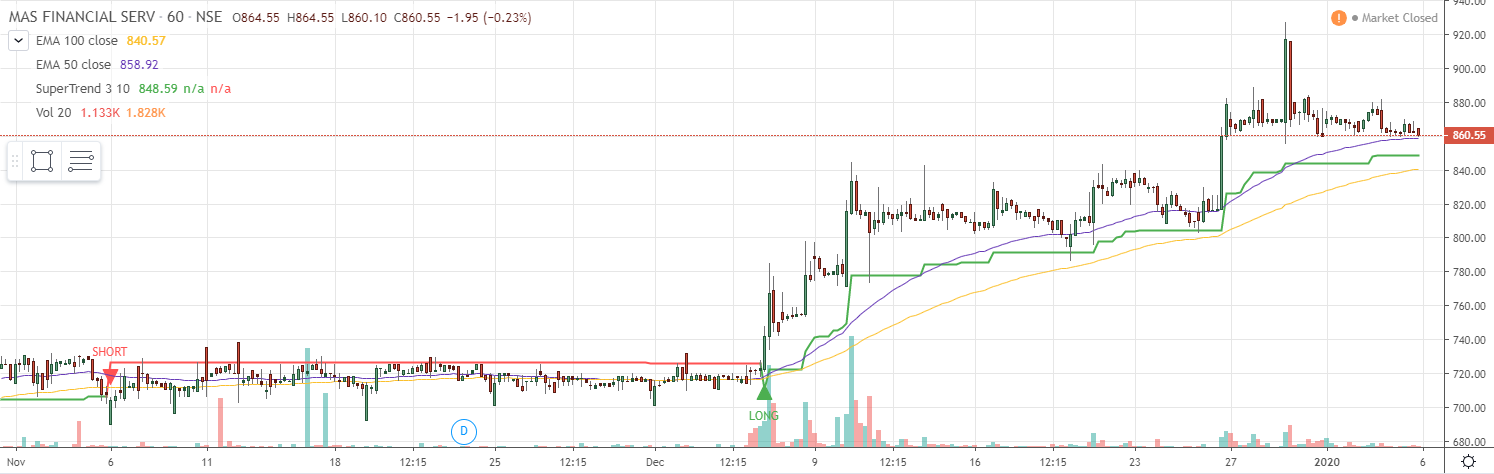 MAS FINANCIAL SERV · 60 · NSE O864.55 H864.55 L860.10 C860.55 −1.95 (−0.23%)
! Market Closed
EMA 100 close 840.57
EMA 50 close 858.92
SuperTrend 3 10 848.59 n/a n/a
Vol 20 1.133K 1.828K
940.00
920.00
900.00
880.00
860.55
840.00
820.00
800.00
780.00
760.00
740.00
720.00
700.00
680.00
SHORT
LONG
D
Nov 6 11 18 12:15 25 12:15 Dec 12:15 9 12:15 16 12:15 23 27 2020 6